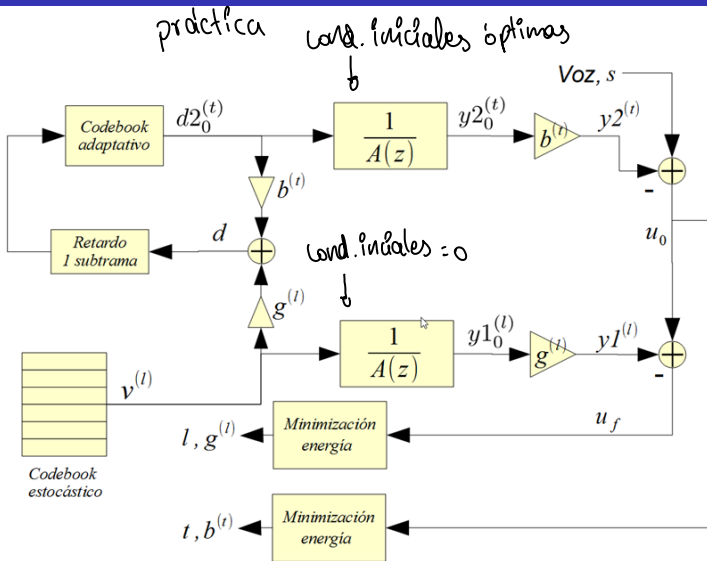 práctica
cond. iniciales óptimas
Voz, s
Codebook
adaptativo
d2₀⁽ᵗ⁾
1
A(z)
y2₀⁽ᵗ⁾
b⁽ᵗ⁾
y2⁽ᵗ⁾
+
-
b⁽ᵗ⁾
Retardo
1 subtrama
d
+
cond. inciales = 0
u₀
g⁽ˡ⁾
1
A(z)
y1₀⁽ˡ⁾
g⁽ˡ⁾
y1⁽ˡ⁾
+
-
v⁽ˡ⁾
Codebook
estocástico
l , g⁽ˡ⁾
Minimización
energía
u_f
t , b⁽ᵗ⁾
Minimización
energía